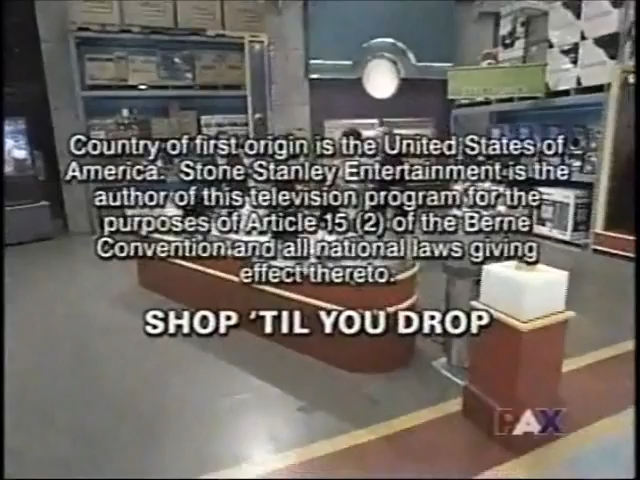 Country of first origin is the United States of
America. Stone Stanley Entertainment is the
author of this television program for the
purposes of Article 15 (2) of the Berne
Convention and all national laws giving
effect thereto.
SHOP 'TIL YOU DROP
PAX